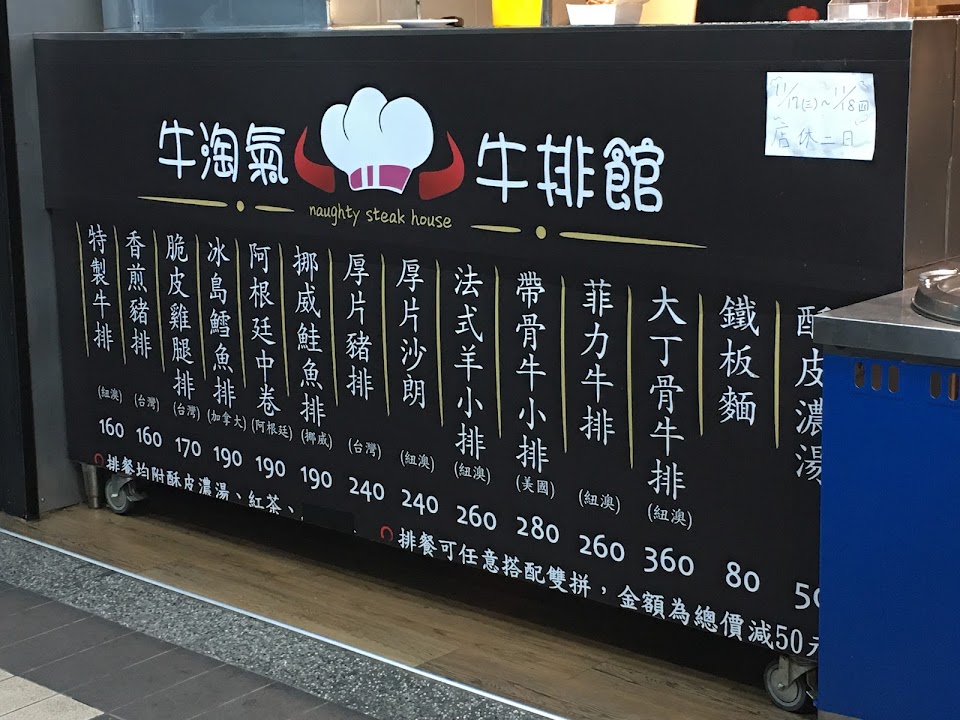 牛淘氣 牛排館
naughty steak house
11/17(三)~11/18(四)
店休二日
特製牛排 (紐澳) 160
香煎豬排 (台灣) 160
脆皮雞腿排 (台灣) 170
冰島鱈魚排 (加拿大) 190
阿根廷中卷 (阿根廷) 190
挪威鮭魚排 (挪威) 190
厚片豬排 (台灣) 240
厚片沙朗 (紐澳) 240
法式羊小排 (紐澳) 260
帶骨牛小排 (美國) 280
菲力牛排 (紐澳) 260
大丁骨牛排 (紐澳) 360
鐵板麵 80
酥皮濃湯 50
排餐均附酥皮濃湯、紅茶、
排餐可任意搭配雙拼，金額為總價減50元